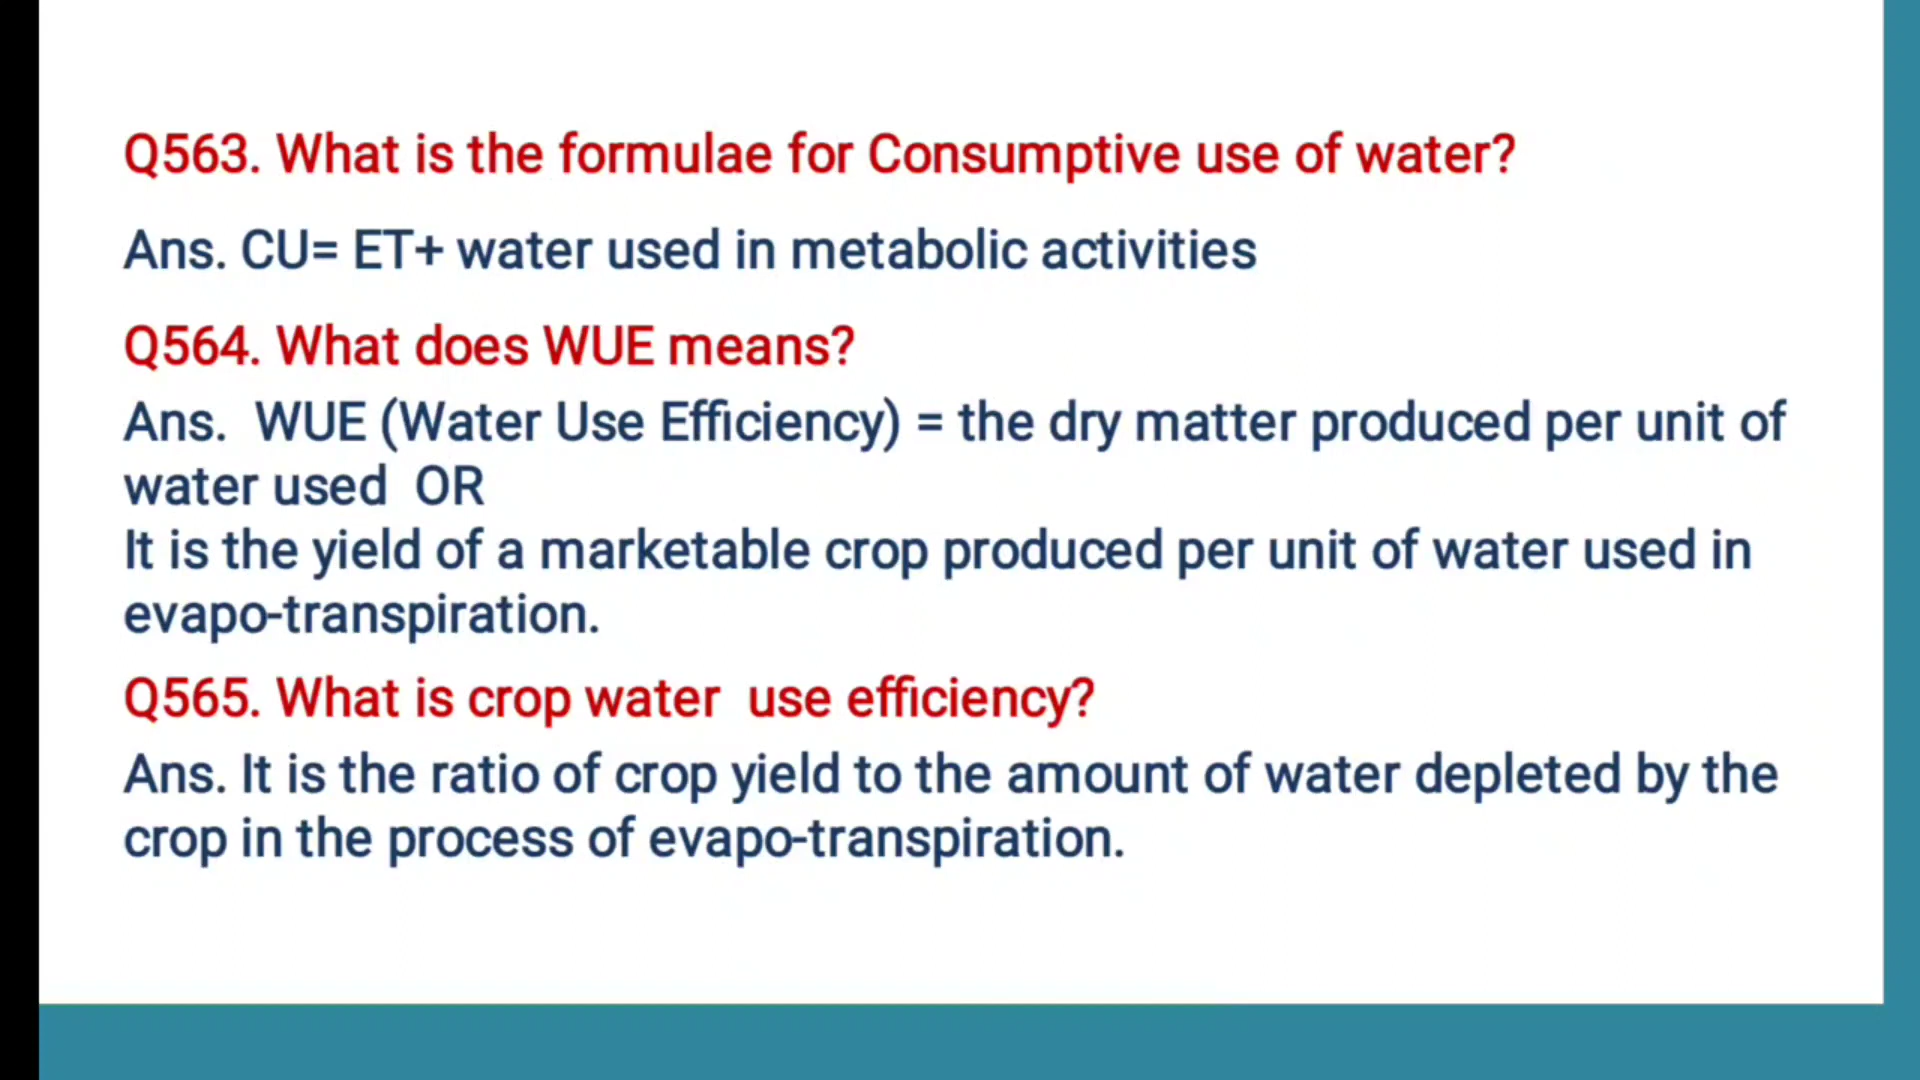 Q563. What is the formulae for Consumptive use of water?
Ans. CU= ET+ water used in metabolic activities
Q564. What does WUE means?
Ans.  WUE (Water Use Efficiency) = the dry matter produced per unit of
water used  OR
It is the yield of a marketable crop produced per unit of water used in
evapo-transpiration.
Q565. What is crop water  use efficiency?
Ans. It is the ratio of crop yield to the amount of water depleted by the
crop in the process of evapo-transpiration.